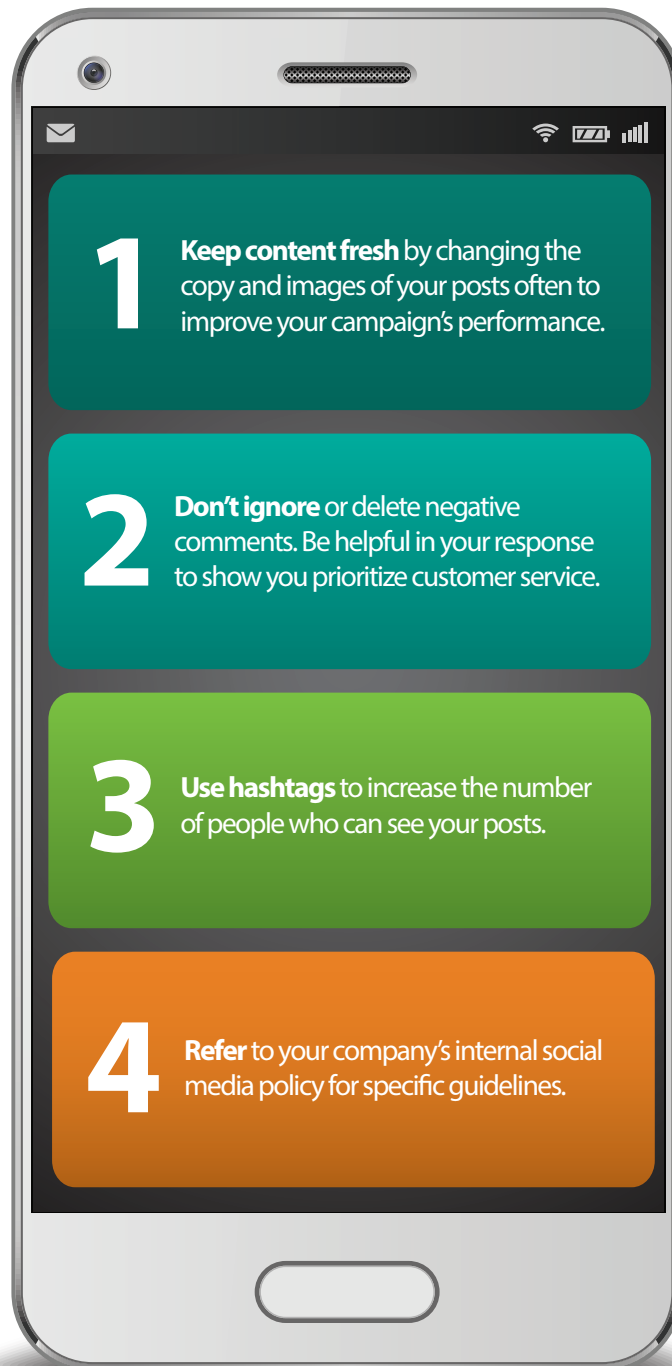 1
Keep content fresh by changing the
copy and images of your posts often to
improve your campaign’s performance.
2
Don’t ignore or delete negative
comments. Be helpful in your response
to show you prioritize customer service.
3
Use hashtags to increase the number
of people who can see your posts.
4
Refer to your company’s internal social
media policy for specific guidelines.